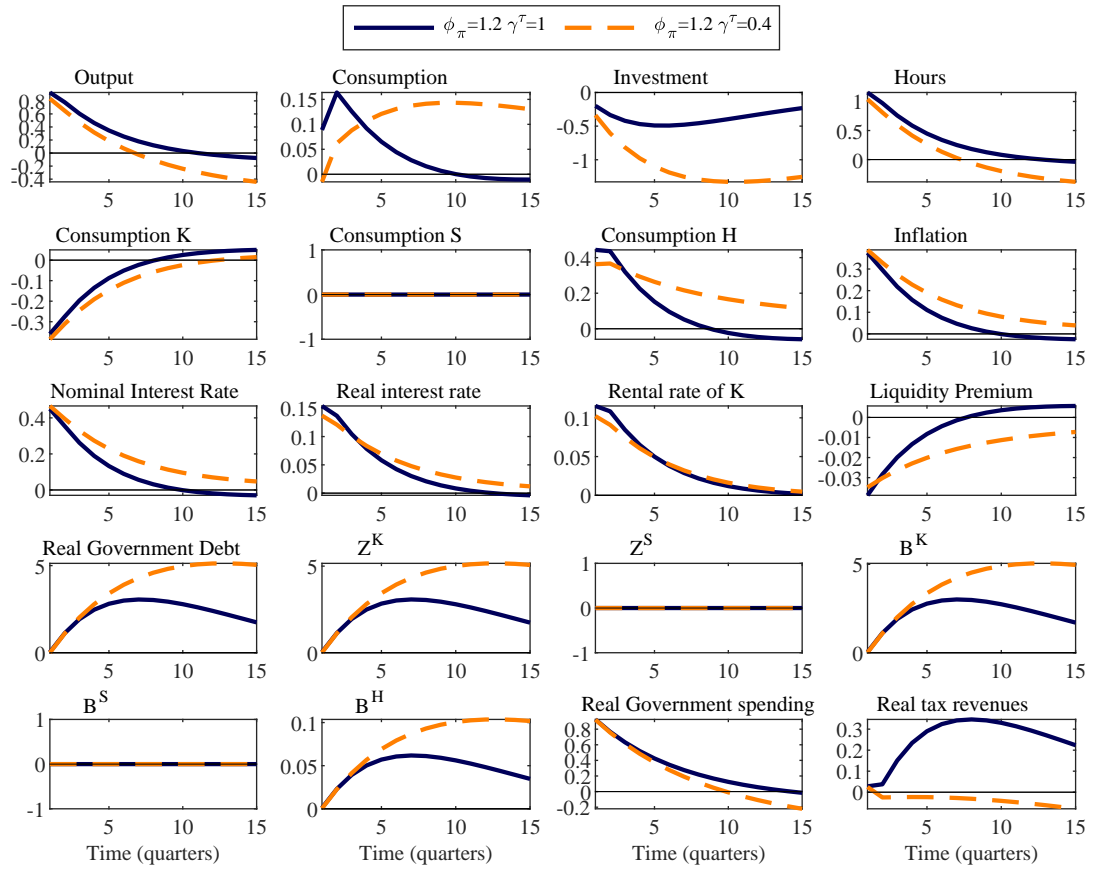 φπ=1.2 γτ=1 φπ=1.2 γτ=0.4
Output Consumption Investment Hours
0.8
0.6
0.4
0.2
0
-0.2
-0.4
5 10 15
0.15
0.1
0.05
0
5 10 15
0
-0.5
-1
5 10 15
1
0.5
0
5 10 15
Consumption K Consumption S Consumption H Inflation
0
-0.1
-0.2
-0.3
5 10 15
1
0
-1
5 10 15
0.4
0.2
0
5 10 15
0.3
0.2
0.1
0
5 10 15
Nominal Interest Rate Real interest rate Rental rate of K Liquidity Premium
0.4
0.2
0
5 10 15
0.15
0.1
0.05
0
5 10 15
0.1
0.05
0
5 10 15
0
-0.01
-0.02
-0.03
5 10 15
Real Government Debt ZK ZS BK
5
0
5 10 15
5
0
5 10 15
1
0
-1
5 10 15
5
0
5 10 15
BS BH Real Government spending Real tax revenues
1
0
-1
5 10 15
0.1
0.05
0
5 10 15
0.8
0.6
0.4
0.2
0
-0.2
5 10 15
0.3
0.2
0.1
0
5 10 15
Time (quarters) Time (quarters) Time (quarters) Time (quarters)